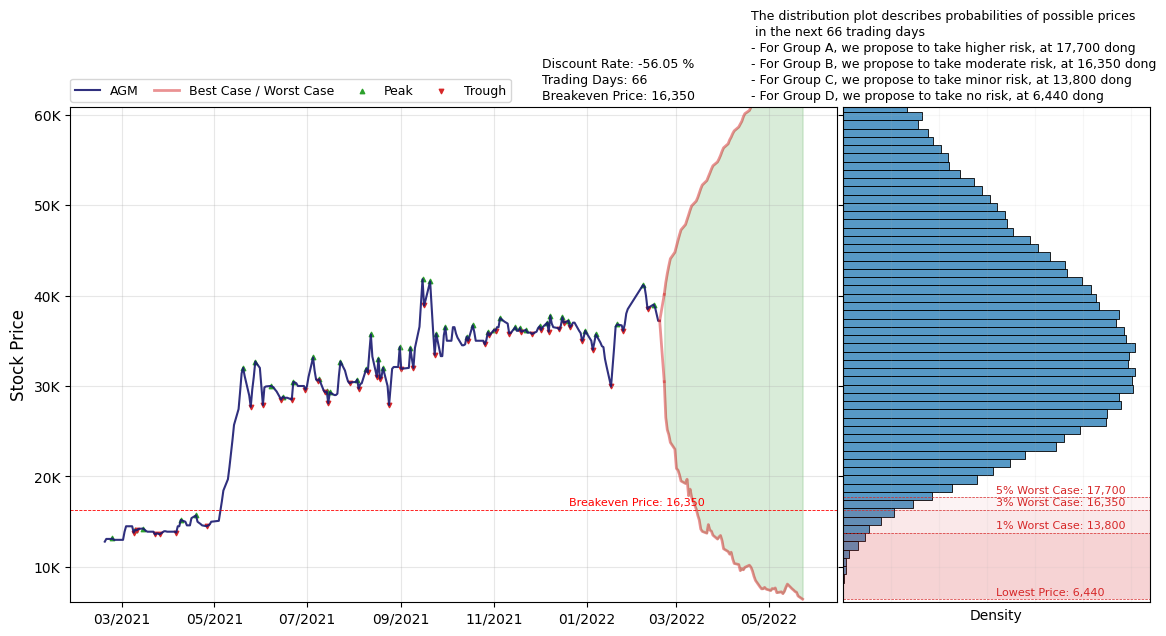 The distribution plot describes probabilities of possible prices
in the next 66 trading days
- For Group A, we propose to take higher risk, at 17,700 dong
- For Group B, we propose to take moderate risk, at 16,350 dong
- For Group C, we propose to take minor risk, at 13,800 dong
- For Group D, we propose to take no risk, at 6,440 dong
Discount Rate: -56.05 %
Trading Days: 66
Breakeven Price: 16,350
AGM
Best Case / Worst Case
Peak
Trough
Stock Price
60K
50K
40K
30K
20K
10K
Breakeven Price: 16,350
03/2021
05/2021
07/2021
09/2021
11/2021
01/2022
03/2022
05/2022
5% Worst Case: 17,700
3% Worst Case: 16,350
1% Worst Case: 13,800
Lowest Price: 6,440
Density